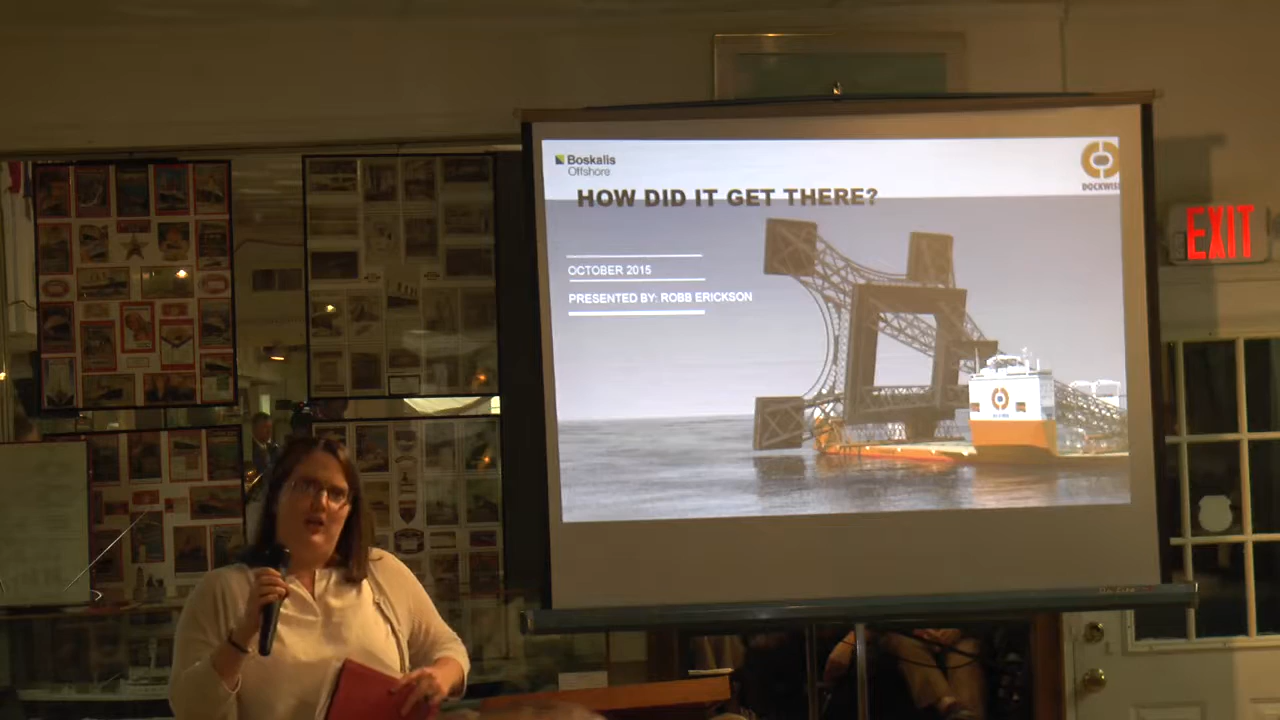 Boskalis
Offshore
DOCKWISE
HOW DID IT GET THERE?
OCTOBER 2015
PRESENTED BY: ROBB ERICKSON
EXIT